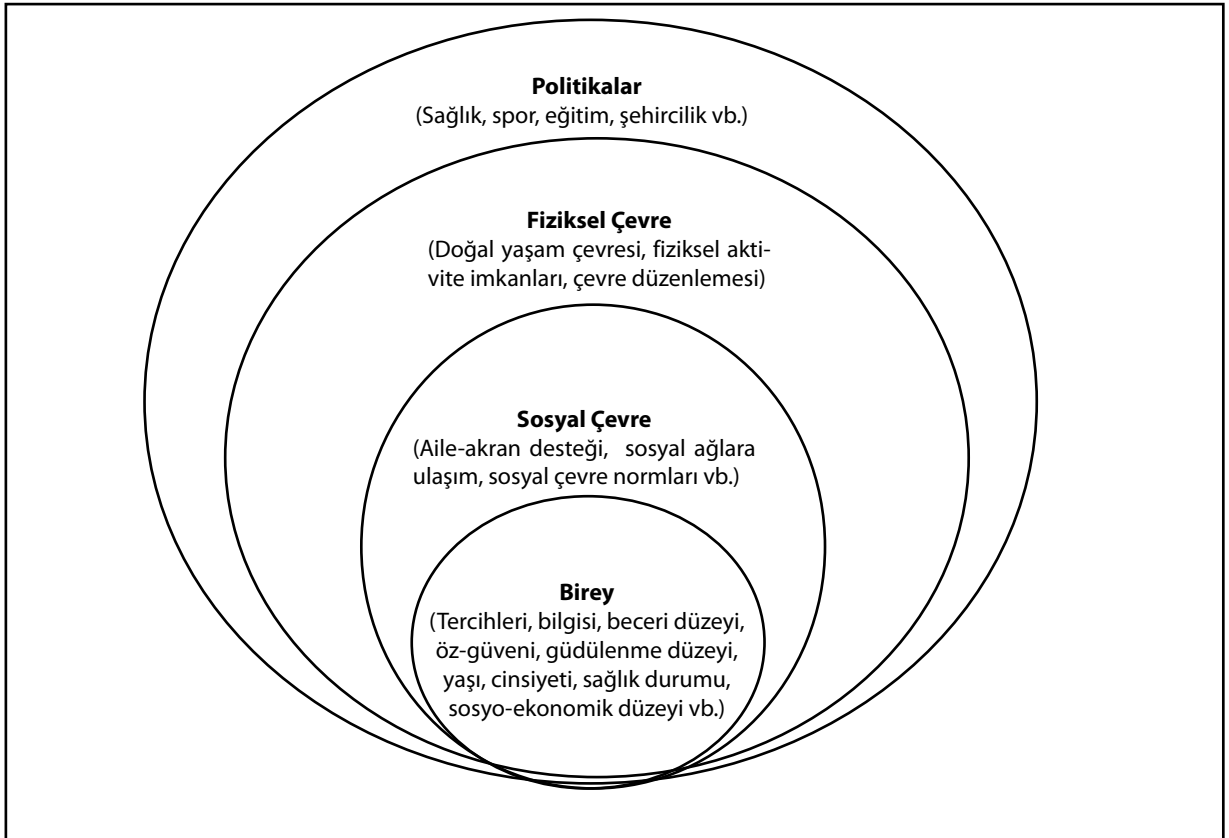 Politikalar
(Sağlık, spor, eğitim, şehircilik vb.)
Fiziksel Çevre
(Doğal yaşam çevresi, fiziksel akti-
vite imkanları, çevre düzenlemesi)
Sosyal Çevre
(Aile-akran desteği, sosyal ağlara
ulaşım, sosyal çevre normları vb.)
Birey
(Tercihleri, bilgisi, beceri düzeyi,
öz-güveni, güdülenme düzeyi,
yaşı, cinsiyeti, sağlık durumu,
sosyo-ekonomik düzeyi vb.)